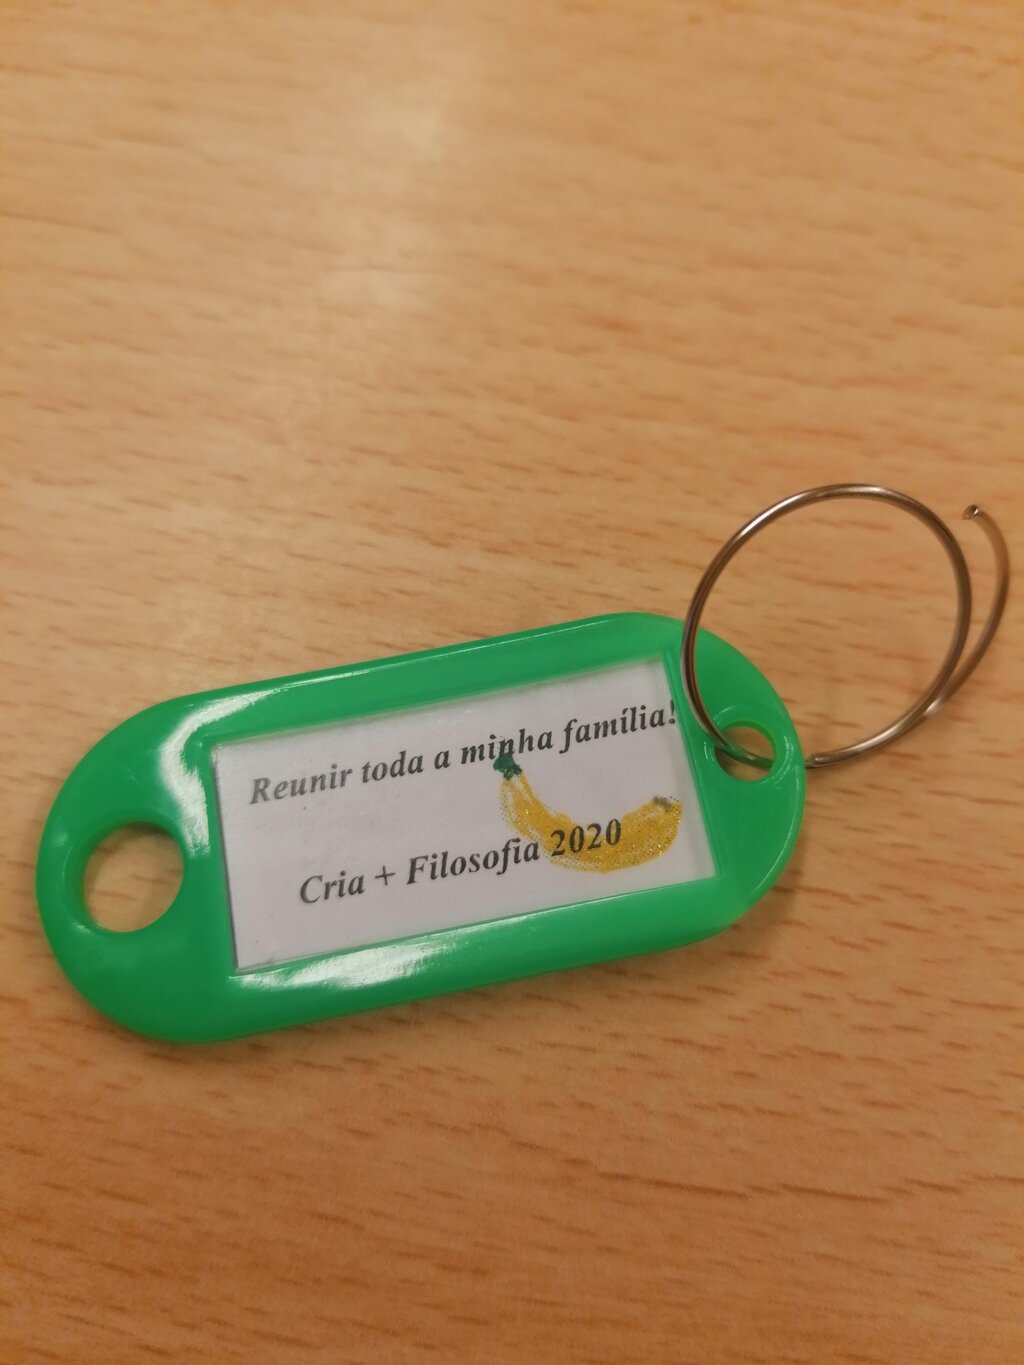 Reunir toda a minha família!
Cria + Filosofia 2020